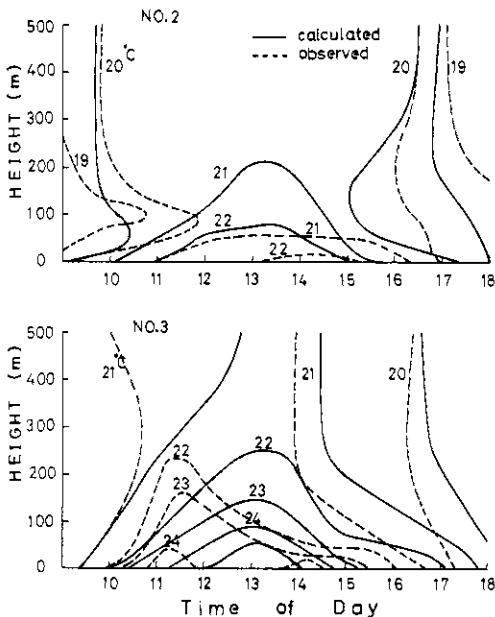 NO.2
calculated
observed
HEIGHT (m)
500
400
300
200
100
0
20°C
19
21
22
21
22
20
19
10 11 12 13 14 15 16 17 18
NO.3
HEIGHT (m)
500
400
300
200
100
0
21°C
22
23
24
22
23
24
21
20
10 11 12 13 14 15 16 17 18
Time of Day